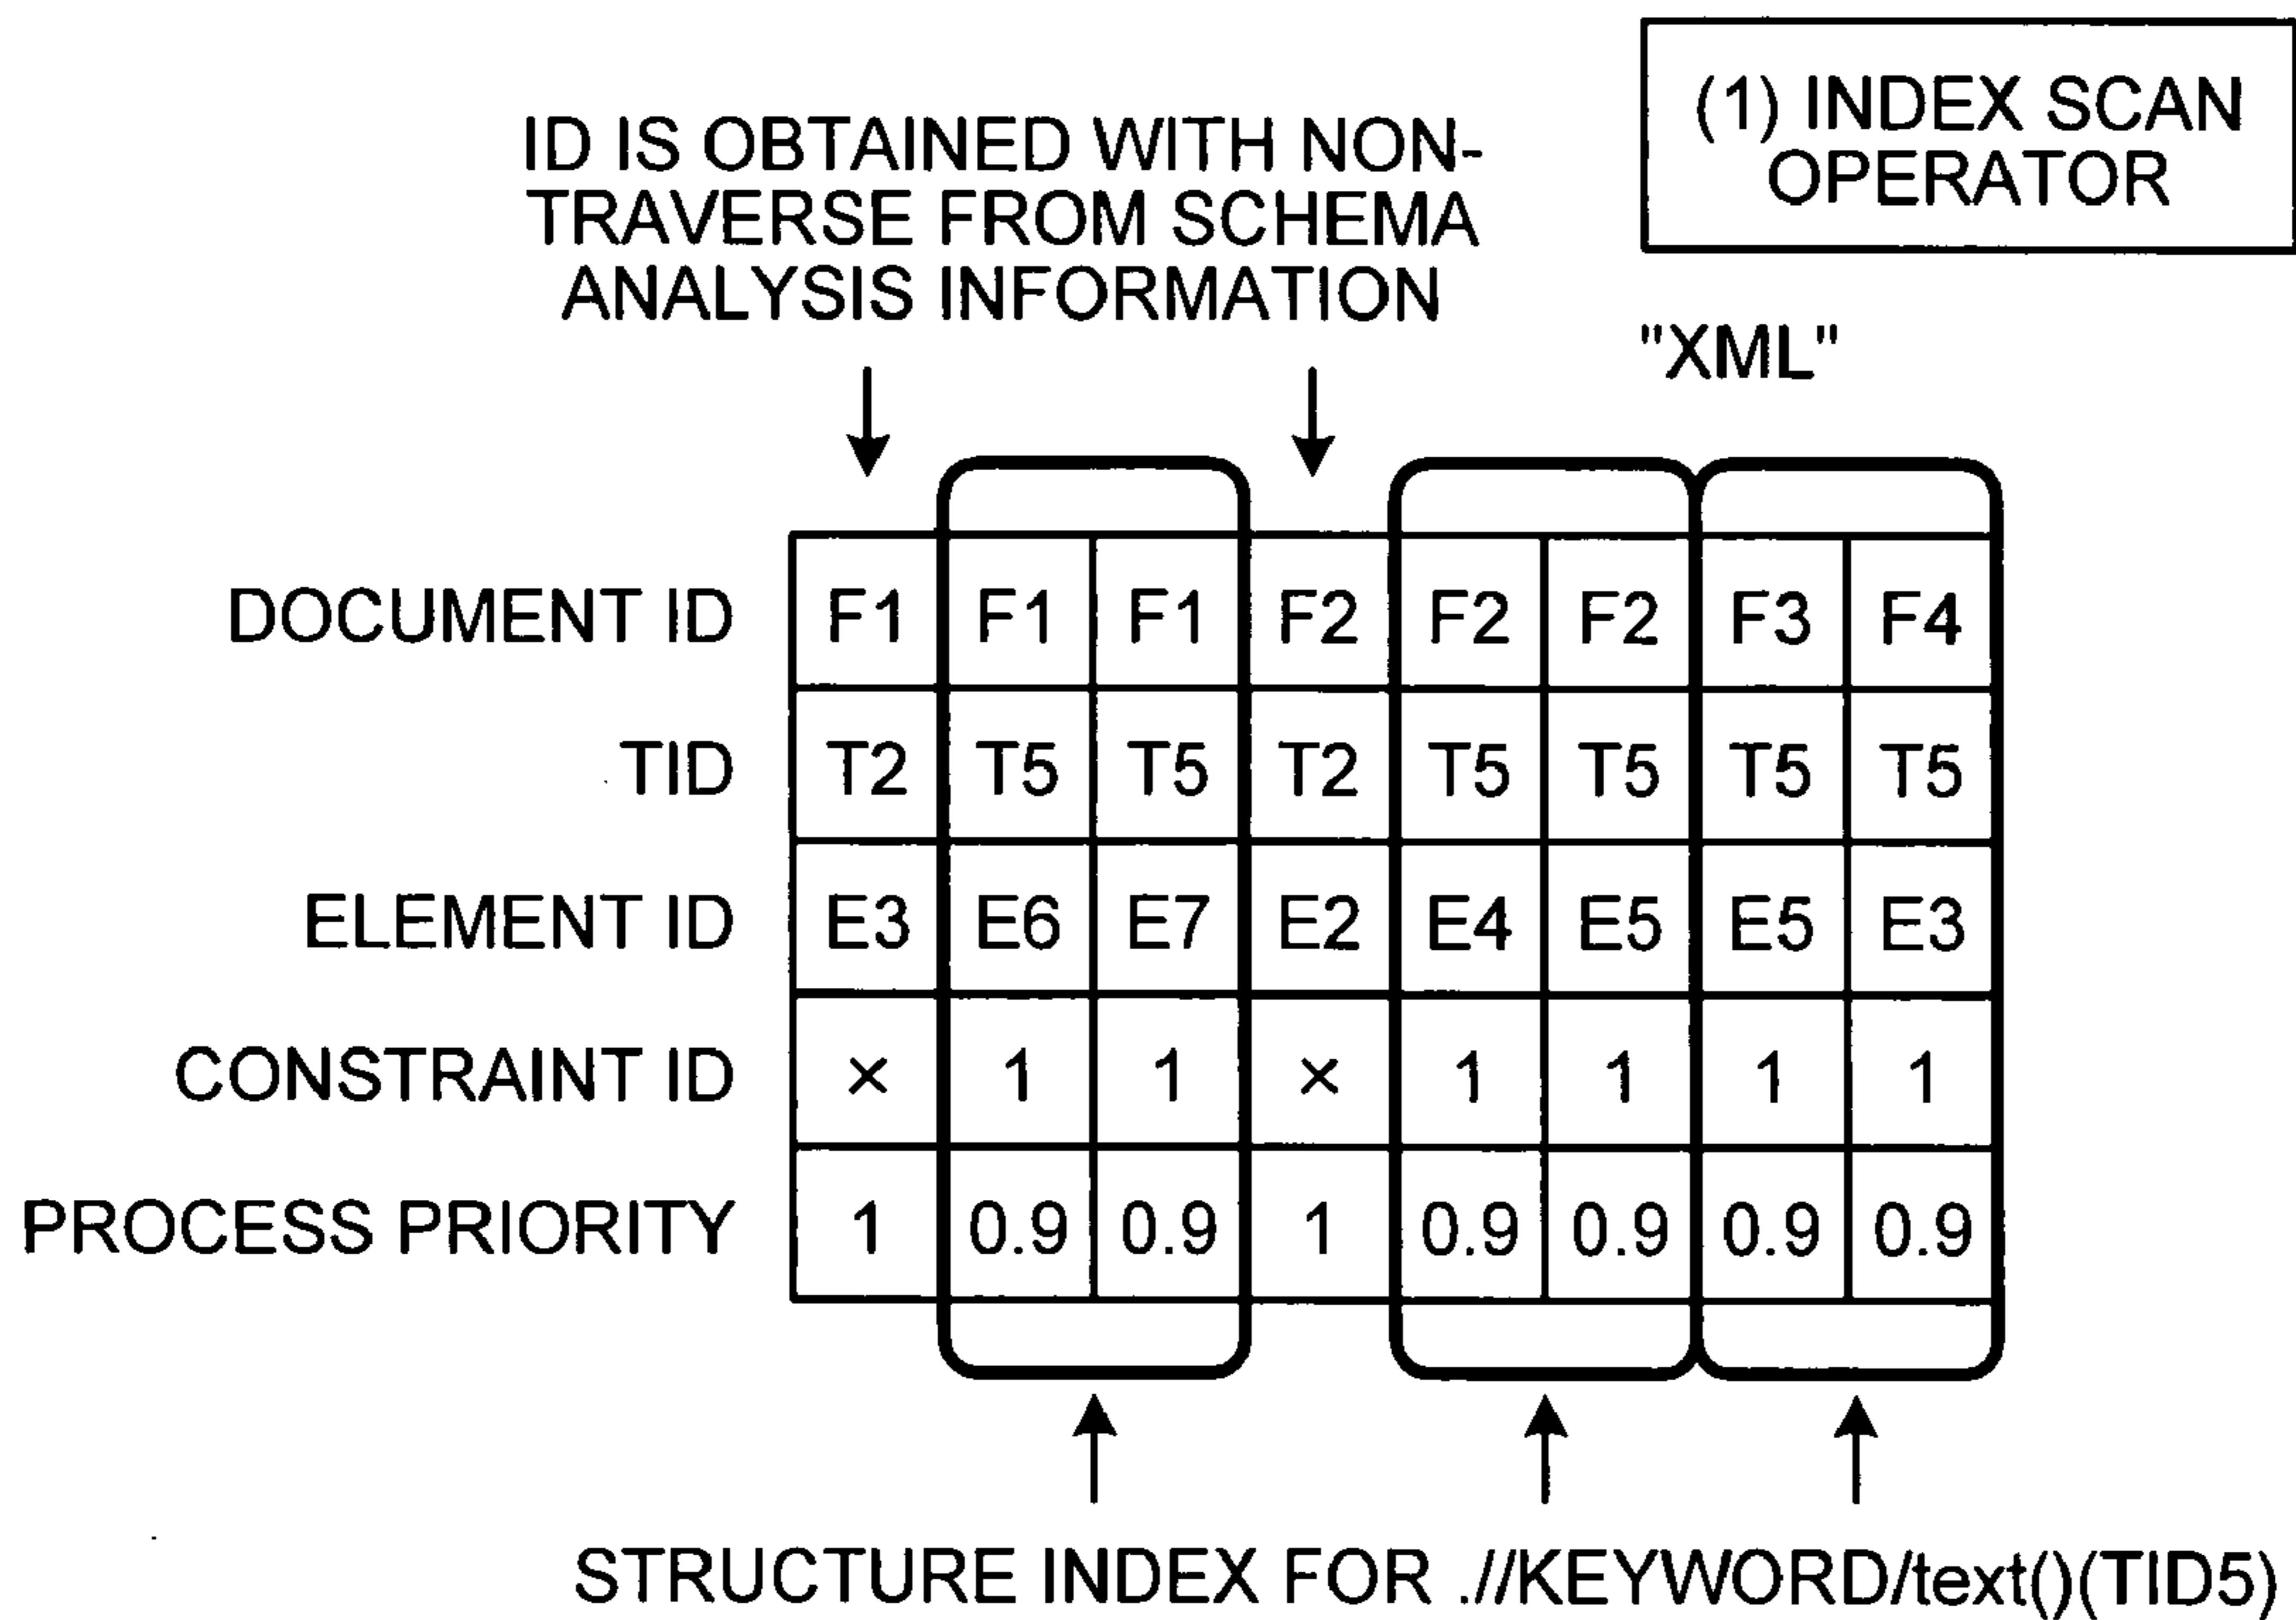 (1) INDEX SCAN
OPERATOR
ID IS OBTAINED WITH NON-
TRAVERSE FROM SCHEMA
ANALYSIS INFORMATION
"XML"
DOCUMENT ID F1 F1 F1 F2 F2 F2 F3 F4
TID T2 T5 T5 T2 T5 T5 T5 T5
ELEMENT ID E3 E6 E7 E2 E4 E5 E5 E3
CONSTRAINT ID × 1 1 × 1 1 1 1
PROCESS PRIORITY 1 0.9 0.9 1 0.9 0.9 0.9 0.9
STRUCTURE INDEX FOR .//KEYWORD/text()(TID5)